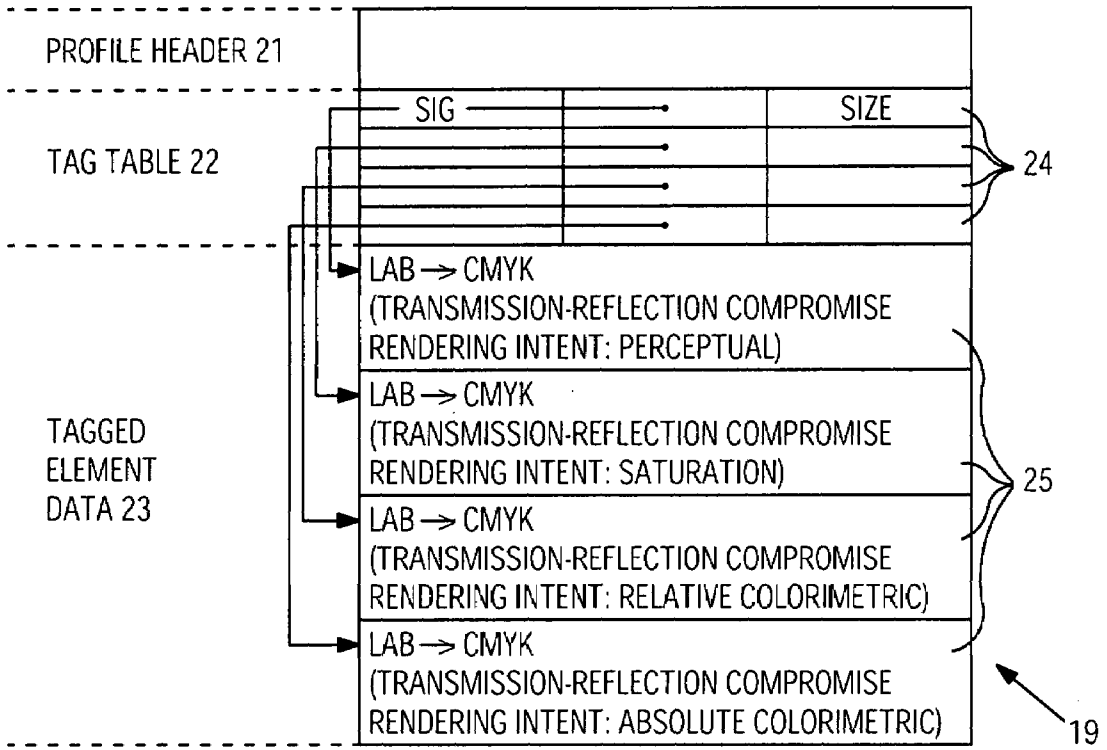 PROFILE HEADER 21
SIG SIZE
TAG TABLE 22
24
LAB → CMYK
(TRANSMISSION-REFLECTION COMPROMISE
RENDERING INTENT: PERCEPTUAL)
LAB → CMYK
(TRANSMISSION-REFLECTION COMPROMISE
RENDERING INTENT: SATURATION)
TAGGED
ELEMENT
DATA 23
25
LAB → CMYK
(TRANSMISSION-REFLECTION COMPROMISE
RENDERING INTENT: RELATIVE COLORIMETRIC)
LAB → CMYK
(TRANSMISSION-REFLECTION COMPROMISE
RENDERING INTENT: ABSOLUTE COLORIMETRIC)
19